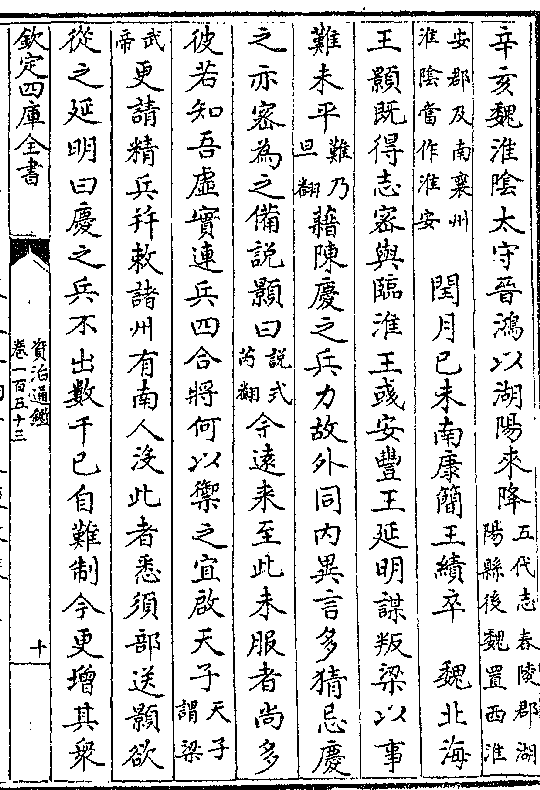 辛亥魏淮陰太守晉鴻以湖陽來降五代志舂陵郡湖陽縣後魏置西淮
安郡及南襄州淮陰當作淮安　閏月己未南康簡王績卒　魏北海
王顥既得志密與臨淮王彧安豐王延明謀叛梁以事
難未平難乃旦翻藉陳慶之兵力故外同内異言多猜忌慶
之亦密為之備説顥曰説式芮翻今逺来至此未服者尚多
彼若知吾虛實連兵四合將何以禦之宜啟天子天子謂梁
武帝更請精兵幷敕諸州有南人沒此者悉須部送顥欲
從之延明曰慶之兵不出數千已自難制今更增其衆
欽定四庫全書
資治通鑑
卷一百五十三
十